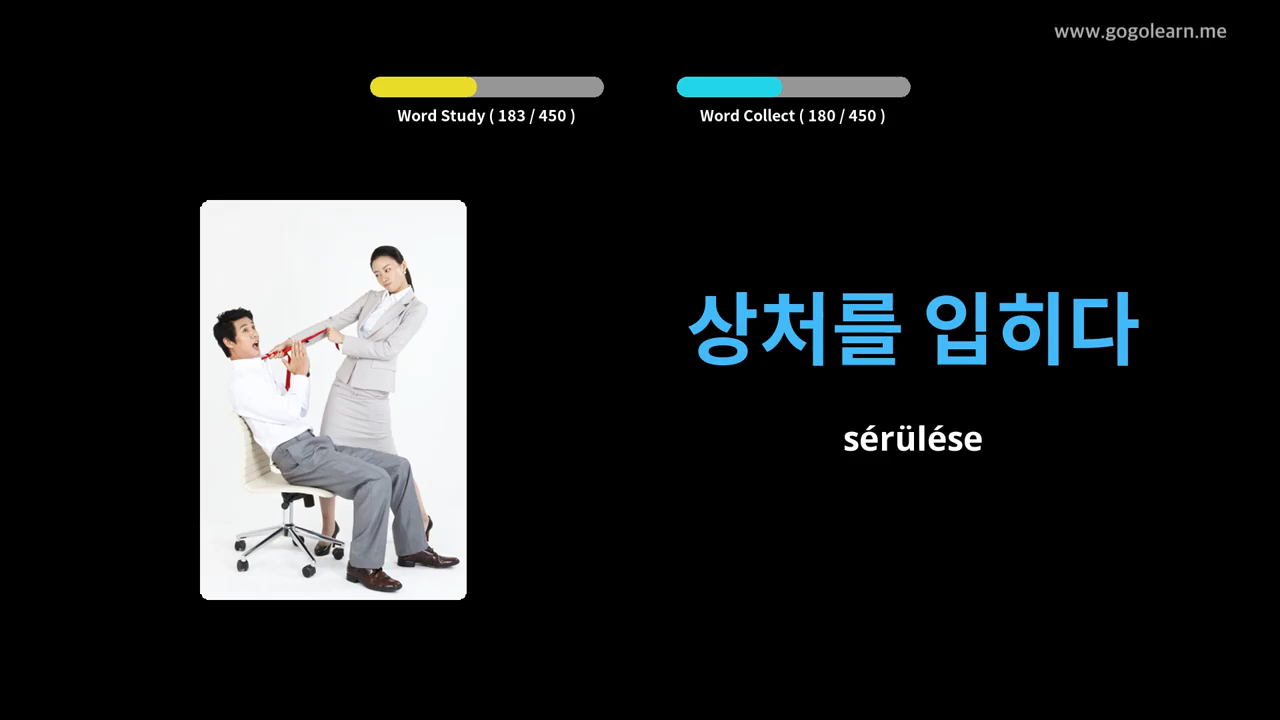 www.gogolearn.me
Word Study ( 183 / 450 )
Word Collect ( 180 / 450 )
상처를 입히다
sérülése